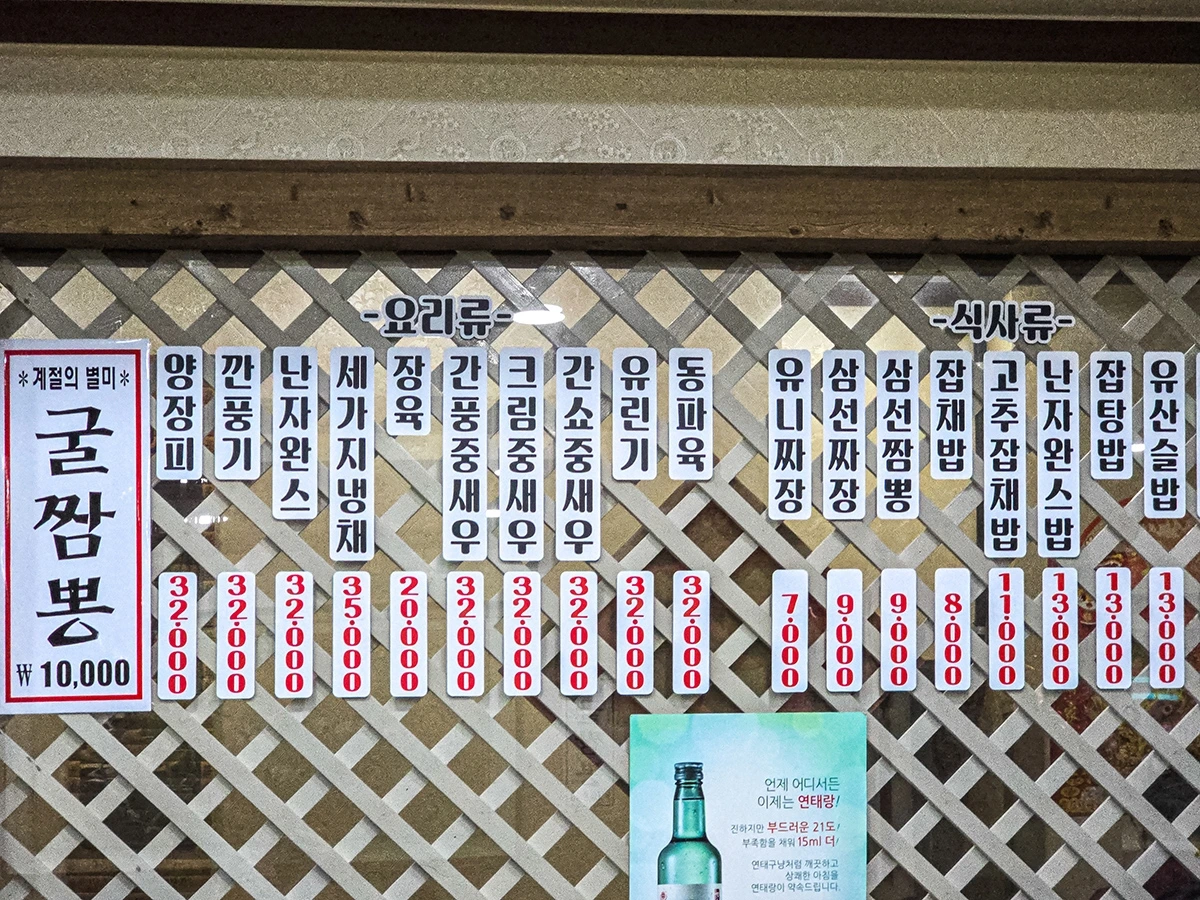 *계절의 별미*
굴짬뽕
₩ 10,000
-요리류-
양장피 32.000
깐풍기 32.000
난자완스 32.000
세가지냉채 35.000
장육 20.000
간풍중새우 32.000
크림중새우 32.000
간쇼중새우 32.000
유린기 32.000
동파육 32.000
-식사류-
유니짜장 7.000
삼선짜장 9.000
삼선짬뽕 9.000
잡채밥 8.000
고추잡채밥 11.000
난자완스밥 13.000
잡탕밥 13.000
유산슬밥 13.000
언제 어디서든
이제는 연태랑!
진하지만 부드러운 21도!
부족함을 채워 15ml 더!
연태구냥처럼 깨끗하고
상쾌한 아침을
연태랑이 약속드립니다.